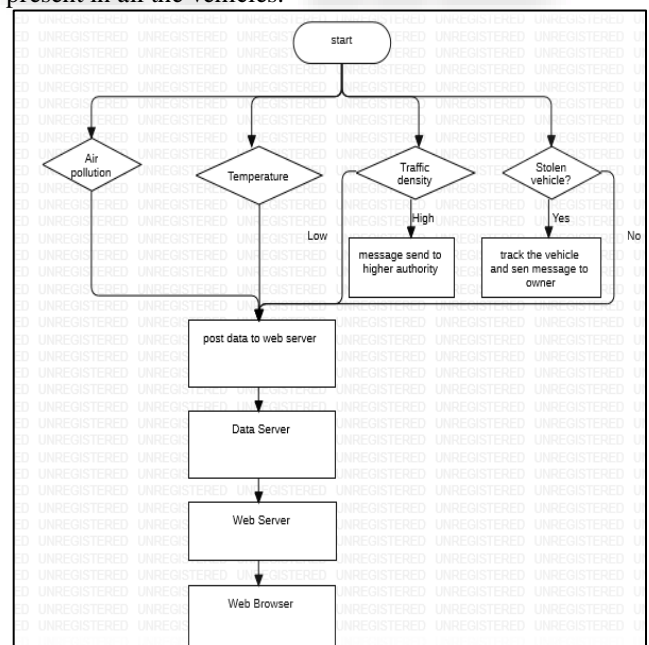 present in all the vehicles.
start
Air
pollution
Temperature
Traffic
density
Stolen
vehicle?
High
Yes
Low
No
message send to
higher authority
track the vehicle
and sen message to
owner
post data to web server
Data Server
Web Server
Web Browser
UNREGISTERED